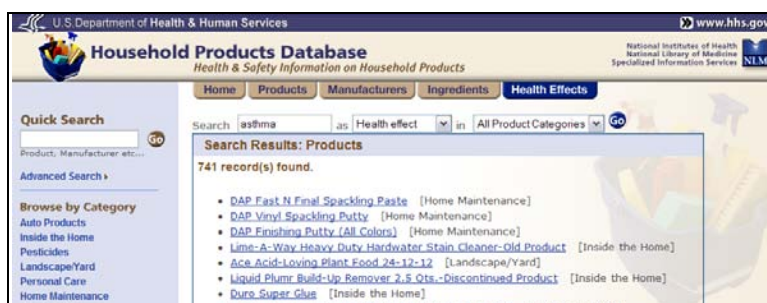 U.S. Department of Health & Human Services
www.hhs.gov
Household Products Database
Health & Safety Information on Household Products
National Institutes of Health
National Library of Medicine
Specialized Information Services
NLM
Home Products Manufacturers Ingredients Health Effects
Quick Search
Go
Product, Manufacturer etc...
Advanced Search
Browse by Category
Auto Products
Inside the Home
Pesticides
Landscape/Yard
Personal Care
Home Maintenance
Search asthma as Health effect in All Product Categories Go
Search Results: Products
741 record(s) found.
DAP Fast N Final Spackling Paste [Home Maintenance]
DAP Vinyl Spackling Putty [Home Maintenance]
DAP Finishing Putty (All Colors) [Home Maintenance]
Lime-A-Way Heavy Duty Hardwater Stain Cleaner-Old Product [Inside the Home]
Ace Acid-Loving Plant Food 24-12-12 [Landscape/Yard]
Liquid Plumr Build-Up Remover 2.5 Qts.-Discontinued Product [Inside the Home]
Duro Super Glue [Inside the Home]